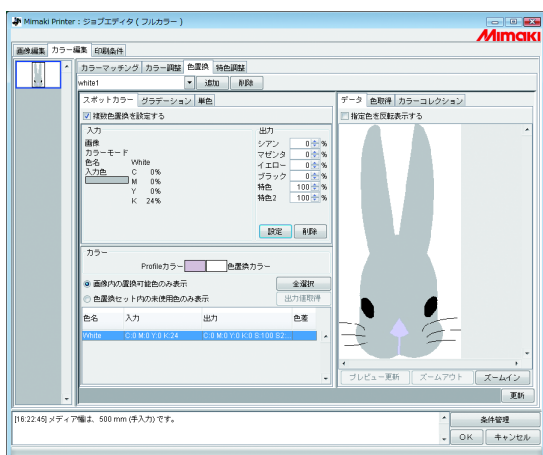 Mimaki Printer : ジョブエディタ ( フルカラー )
Mimaki
画像編集 カラー編集 印刷条件
カラーマッチング カラー調整 色置換 特色調整
white1 追加 削除
スポットカラー グラデーション 単色
データ 色取得 カラーコレクション
複数色置換を設定する
指定色を反転表示する
入力
画像
カラーモード
色名 White
入力色 C 0%
M 0%
Y 0%
K 24%
出力
シアン 0 %
マゼンタ 0 %
イエロー 0 %
ブラック 0 %
特色 100 %
特色2 100 %
設定 削除
カラー
Profileカラー 色置換カラー
画像内の置換可能色のみ表示 全選択
色置換セット内の未使用色のみ表示 出力値取得
色名 入力 出力 色差
White C:0 M:0 Y:0 K:24 C:0 M:0 Y:0 K:0 S:100 S2:...
プレビュー更新 ズームアウト ズームイン
更新
[16:22:45] メディア幅は、500 mm (手入力) です。
条件管理
OK キャンセル